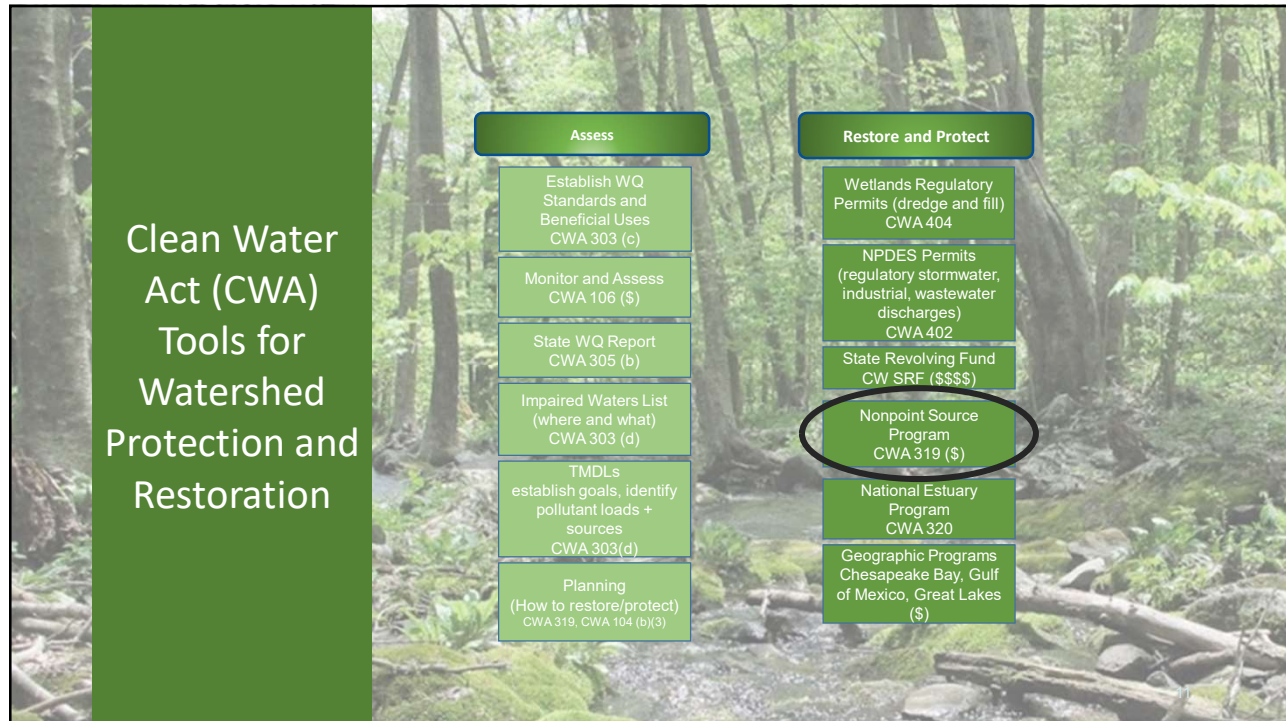 Clean Water
Act (CWA)
Tools for
Watershed
Protection and
Restoration
Assess
Establish WQ
Standards and
Beneficial Uses
CWA 303 (c)
Monitor and Assess
CWA 106 ($)
State WQ Report
CWA 305 (b)
Impaired Waters List
(where and what)
CWA 303 (d)
TMDLs
establish goals, identify
pollutant loads +
sources
CWA 303(d)
Planning
(How to restore/protect)
CWA 319, CWA 104 (b)(3)
Restore and Protect
Wetlands Regulatory
Permits (dredge and fill)
CWA 404
NPDES Permits
(regulatory stormwater,
industrial, wastewater
discharges)
CWA 402
State Revolving Fund
CW SRF ($$$$)
Nonpoint Source
Program
CWA 319 ($)
National Estuary
Program
CWA 320
Geographic Programs
Chesapeake Bay, Gulf
of Mexico, Great Lakes
($)
11